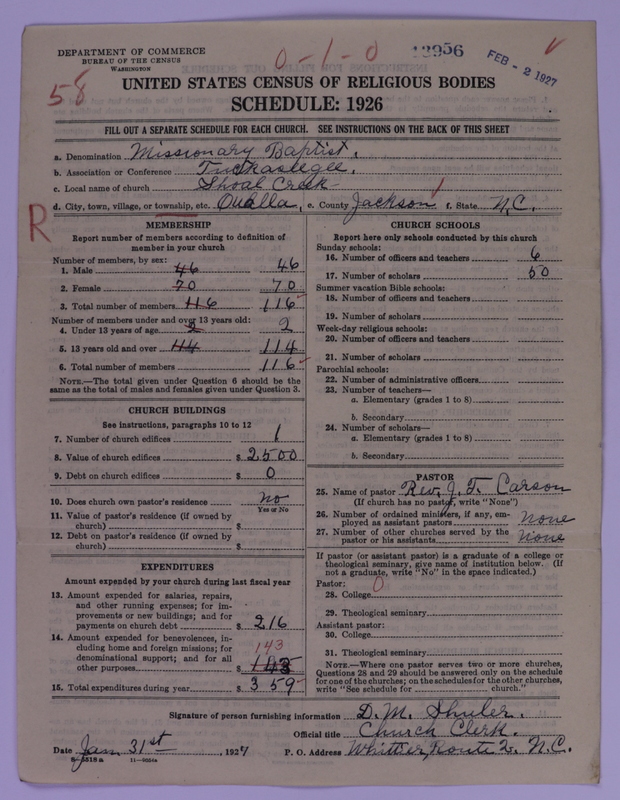 DEPARTMENT OF COMMERCE
BUREAU OF THE CENSUS
WASHINGTON
0-1-0
12956
FEB - 2 1927
58
UNITED STATES CENSUS OF RELIGIOUS BODIES
SCHEDULE: 1926
FILL OUT A SEPARATE SCHEDULE FOR EACH CHURCH. SEE INSTRUCTIONS ON THE BACK OF THIS SHEET
a. Denomination Missionary Baptist.
b. Association or Conference Tuckasiegee.
c. Local name of church Shoal Creek
d. City, town, village, or township, etc. Qualla, e. County Jackson f. State N.C.
R
MEMBERSHIP
Report number of members according to definition of member in your church
Number of members, by sex:
1. Male 46 46
2. Female 70 70
3. Total number of members 116 116
Number of members under and over 13 years old:
4. Under 13 years of age 2 2
5. 13 years old and over 114 114
6. Total number of members 116
NOTE.—The total given under Question 6 should be the same as the total of males and females given under Question 3.
CHURCH BUILDINGS
See instructions, paragraphs 10 to 12
7. Number of church edifices 1
8. Value of church edifices $ 2500
9. Debt on church edifices $ 0
10. Does church own pastor's residence no
Yes or No
11. Value of pastor's residence (if owned by church) $
12. Debt on pastor's residence (if owned by church) $
EXPENDITURES
Amount expended by your church during last fiscal year
13. Amount expended for salaries, repairs, and other running expenses; for improvements or new buildings; and for payments on church debt $ 216
14. Amount expended for benevolences, including home and foreign missions; for denominational support; and for all other purposes $ 143 143
15. Total expenditures during year $ 359
CHURCH SCHOOLS
Report here only schools conducted by this church
Sunday schools:
16. Number of officers and teachers 6
17. Number of scholars 50
Summer vacation Bible schools:
18. Number of officers and teachers
19. Number of scholars
Week-day religious schools:
20. Number of officers and teachers
21. Number of scholars
Parochial schools:
22. Number of administrative officers
23. Number of teachers—
a. Elementary (grades 1 to 8)
b. Secondary
24. Number of scholars—
a. Elementary (grades 1 to 8)
b. Secondary
PASTOR
25. Name of pastor Rev. J. T. Carson
(If church has no pastor, write "None")
26. Number of ordained ministers, if any, employed as assistant pastors none
27. Number of other churches served by the pastor or his assistants none
If pastor (or assistant pastor) is a graduate of a college or theological seminary, give name of institution below. (If not a graduate, write "No" in the space indicated.)
Pastor: 0
28. College
29. Theological seminary
Assistant pastor:
30. College
31. Theological seminary
NOTE.—Where one pastor serves two or more churches, Questions 28 and 29 should be answered only on the schedule for one of the churches; on the schedules for the other churches, write "See schedule for church."
Signature of person furnishing information D. M. Shuler.
Official title Church Clerk.
Date Jan 31st, 1927 P. O. Address Whittier, Route 2. N.C.
8-5518 a 11-9054a